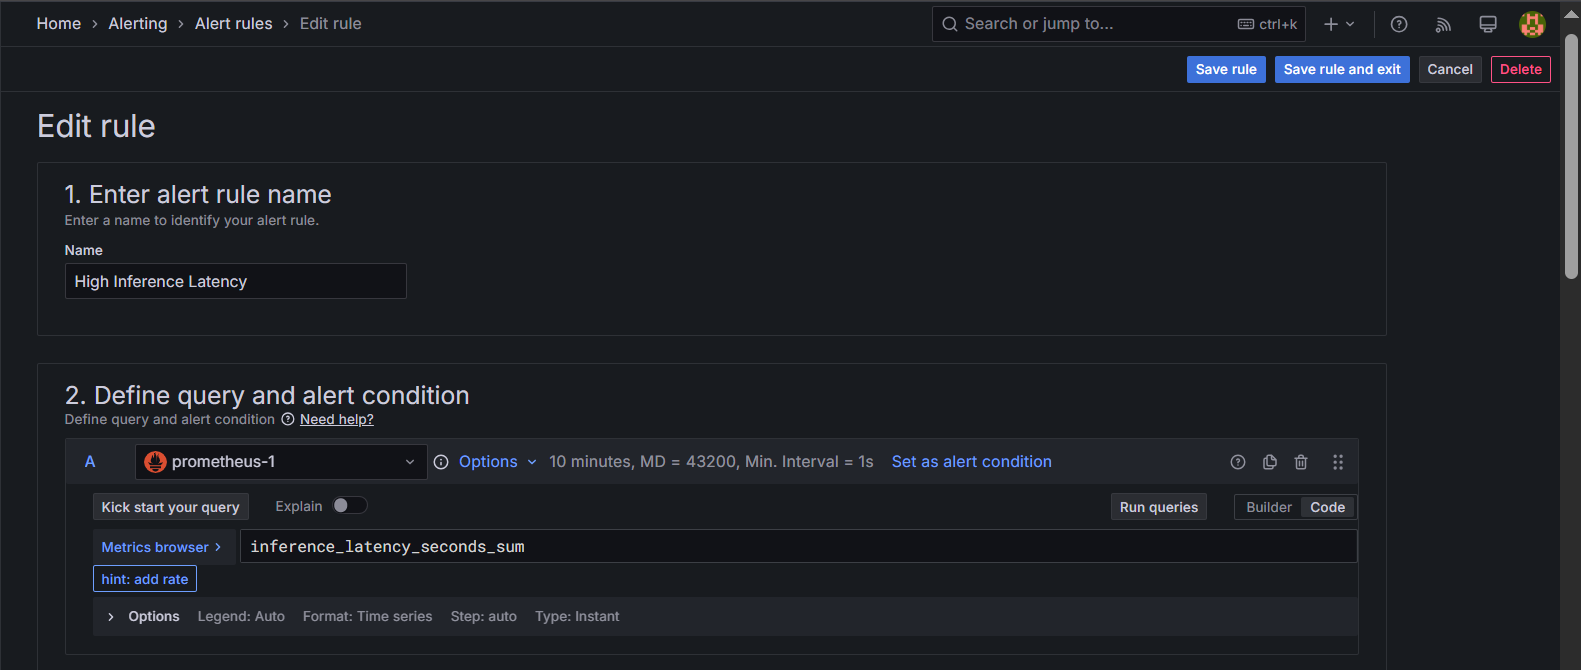 Home > Alerting > Alert rules > Edit rule
Search or jump to... ctrl+k
Save rule Save rule and exit Cancel Delete
Edit rule
1. Enter alert rule name
Enter a name to identify your alert rule.
Name
High Inference Latency
2. Define query and alert condition
Define query and alert condition Need help?
A prometheus-1 Options 10 minutes, MD = 43200, Min. Interval = 1s Set as alert condition
Kick start your query Explain Run queries Builder Code
Metrics browser > inference_latency_seconds_sum
hint: add rate
> Options Legend: Auto Format: Time series Step: auto Type: Instant